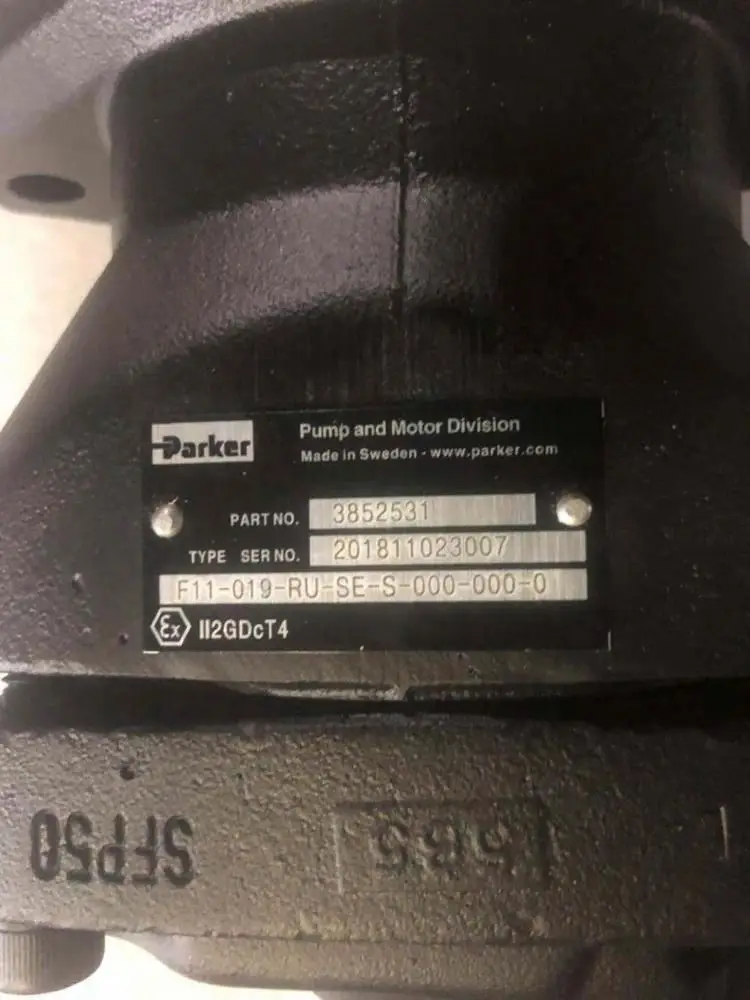 Parker
Pump and Motor Division
Made in Sweden - www.parker.com
PART NO. 3852531
TYPE SER NO. 201811023007
F11-019-RU-SE-S-000-000-0
Ex II2GDcT4
SFP50